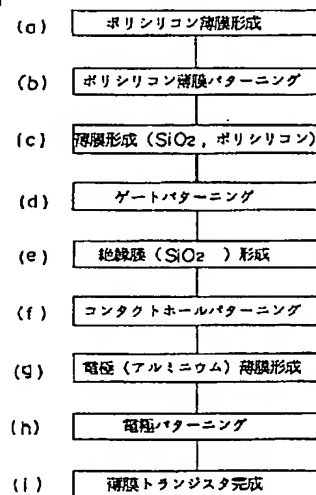 (a) ポリシリコン薄膜形成
(b) ポリシリコン薄膜パターニング
(c) 薄膜形成 (SiO2, ポリシリコン)
(d) ゲートパターニング
(e) 絶縁膜 (SiO2 ) 形成
(f) コンタクトホールパターニング
(g) 電極 (アルミニウム) 薄膜形成
(h) 電極パターニング
(i) 薄膜トランジスタ完成